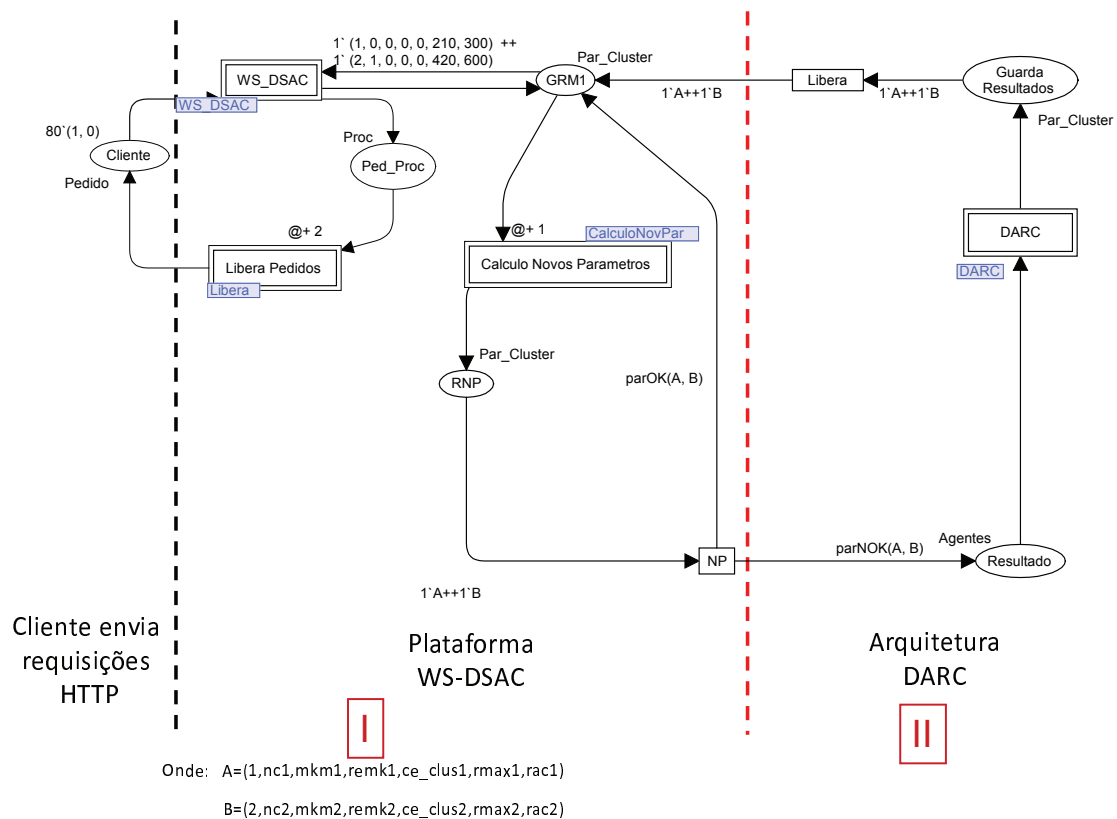 1`(1, 0, 0, 0, 0, 210, 300) ++
1`(2, 1, 0, 0, 0, 420, 600)
WS_DSAC
WS_DSAC
80`(1, 0)
Cliente
Pedido
Proc
Ped_Proc
@+ 2
Libera Pedidos
Libera
GRM1
Par_Cluster
1`A++1`B
Libera
1`A++1`B
Guarda
Resultados
Par_Cluster
@+ 1
CalculoNovPar
Calculo Novos Parametros
DARC
DARC
Par_Cluster
RNP
parOK(A, B)
NP
parNOK(A, B)
Agentes
Resultado
1`A++1`B
Cliente envia
requisições
HTTP
Plataforma
WS-DSAC
Arquitetura
DARC
I
II
Onde: A=(1,nc1,mkm1,remk1,ce_clus1,rmax1,rac1)
B=(2,nc2,mkm2,remk2,ce_clus2,rmax2,rac2)